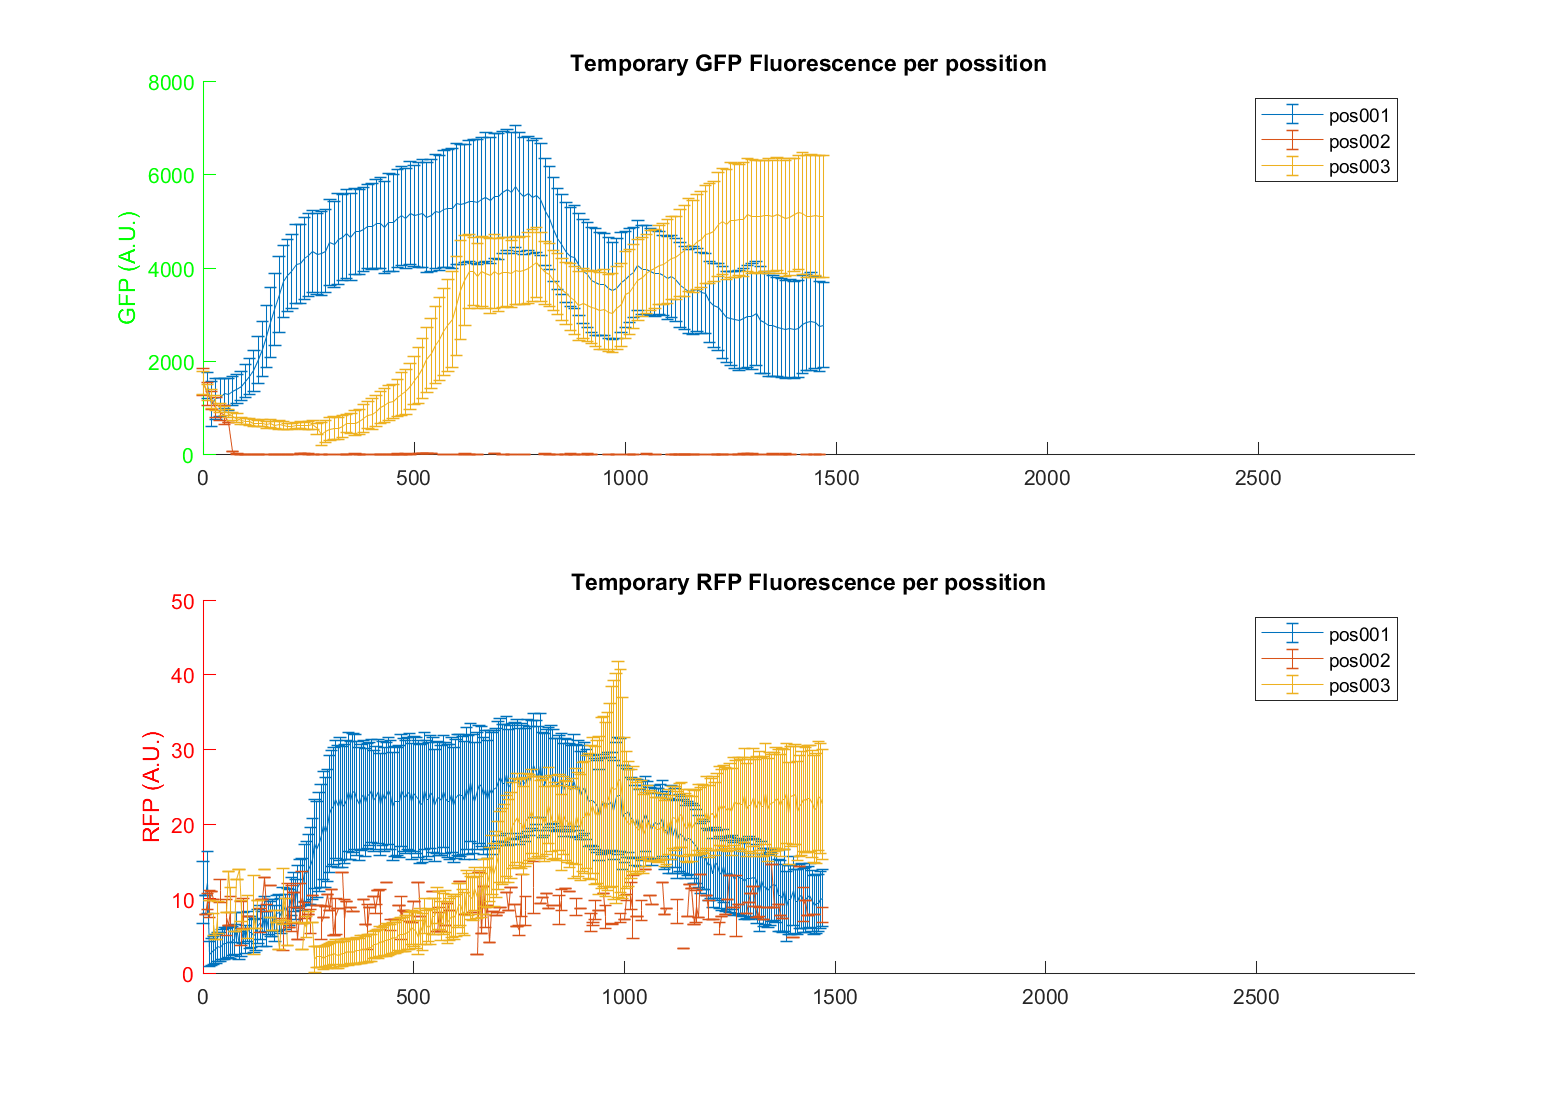 Temporary GFP Fluorescence per possition
8000
6000
4000
2000
0
GFP (A.U.)
0 500 1000 1500 2000 2500
pos001
pos002
pos003
Temporary RFP Fluorescence per possition
50
40
30
20
10
0
RFP (A.U.)
0 500 1000 1500 2000 2500
pos001
pos002
pos003